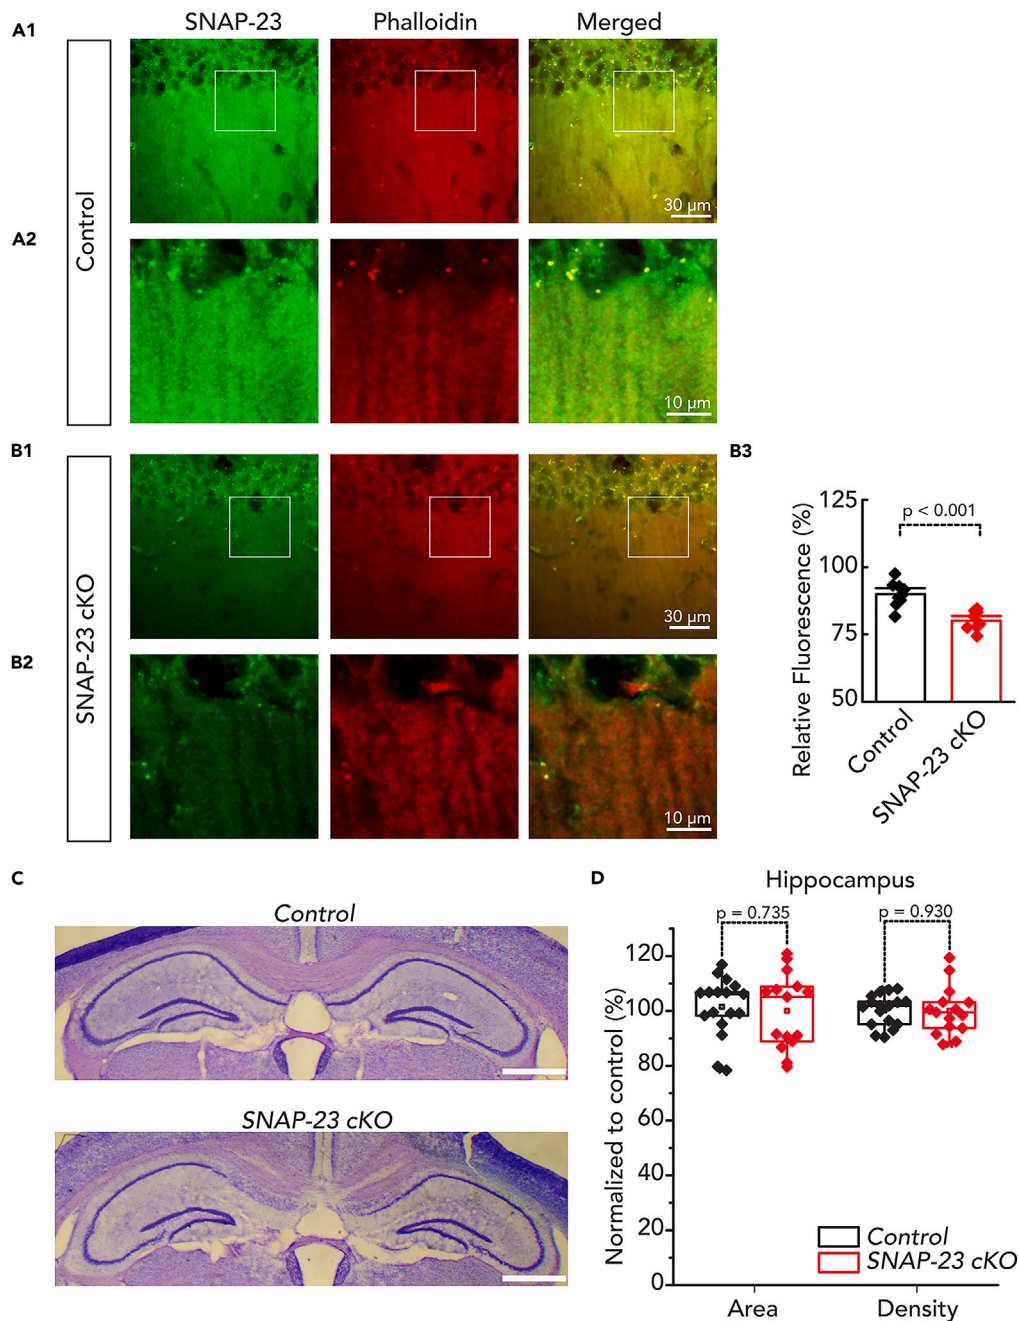 SNAP-23 Phalloidin Merged
A1
Control
30 µm
A2
10 µm
B1
SNAP-23 cKO
30 µm
B2
10 µm
B3
Relative Fluorescence (%)
125
100
75
50
p < 0.001
Control
SNAP-23 cKO
C
Control
SNAP-23 cKO
D
Hippocampus
p = 0.735
p = 0.930
Normalized to control (%)
120
100
80
60
40
20
0
Control
SNAP-23 cKO
Area
Density